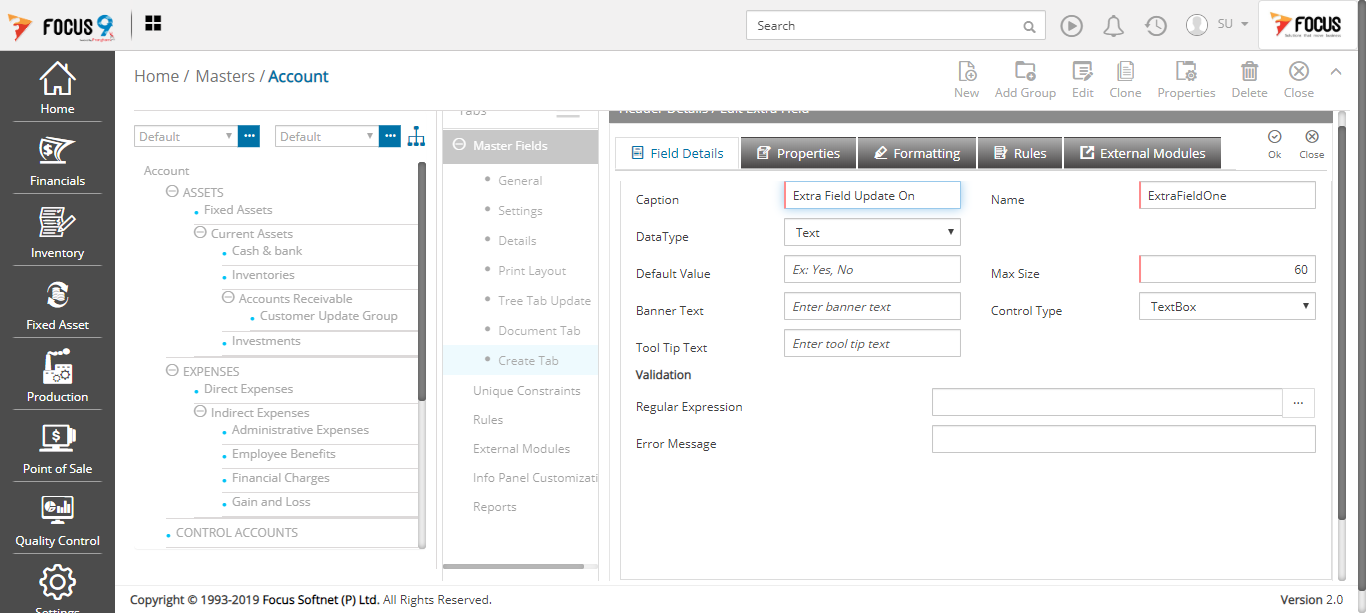 FOCUS 9
Search
SU
FOCUS
Home / Masters / Account
New
Add Group
Edit
Clone
Properties
Delete
Close
Home
Financials
Inventory
Fixed Asset
Production
Point of Sale
Quality Control
Settings
Default
...
Default
...
Account
ASSETS
Fixed Assets
Current Assets
Cash & bank
Inventories
Accounts Receivable
Customer Update Group
Investments
EXPENSES
Direct Expenses
Indirect Expenses
Administrative Expenses
Employee Benefits
Financial Charges
Gain and Loss
CONTROL ACCOUNTS
Tabs
Master Fields
General
Settings
Details
Print Layout
Tree Tab Update
Document Tab
Create Tab
Unique Constraints
Rules
External Modules
Info Panel Customizati
Reports
Header Details / Edit Extra Field
Field Details
Properties
Formatting
Rules
External Modules
Ok
Close
Caption
Extra Field Update On
Name
ExtraFieldOne
DataType
Text
Default Value
Ex: Yes, No
Max Size
60
Banner Text
Enter banner text
Control Type
TextBox
Tool Tip Text
Enter tool tip text
Validation
Regular Expression
...
Error Message
Copyright © 1993-2019 Focus Softnet (P) Ltd. All Rights Reserved.
Version 2.0